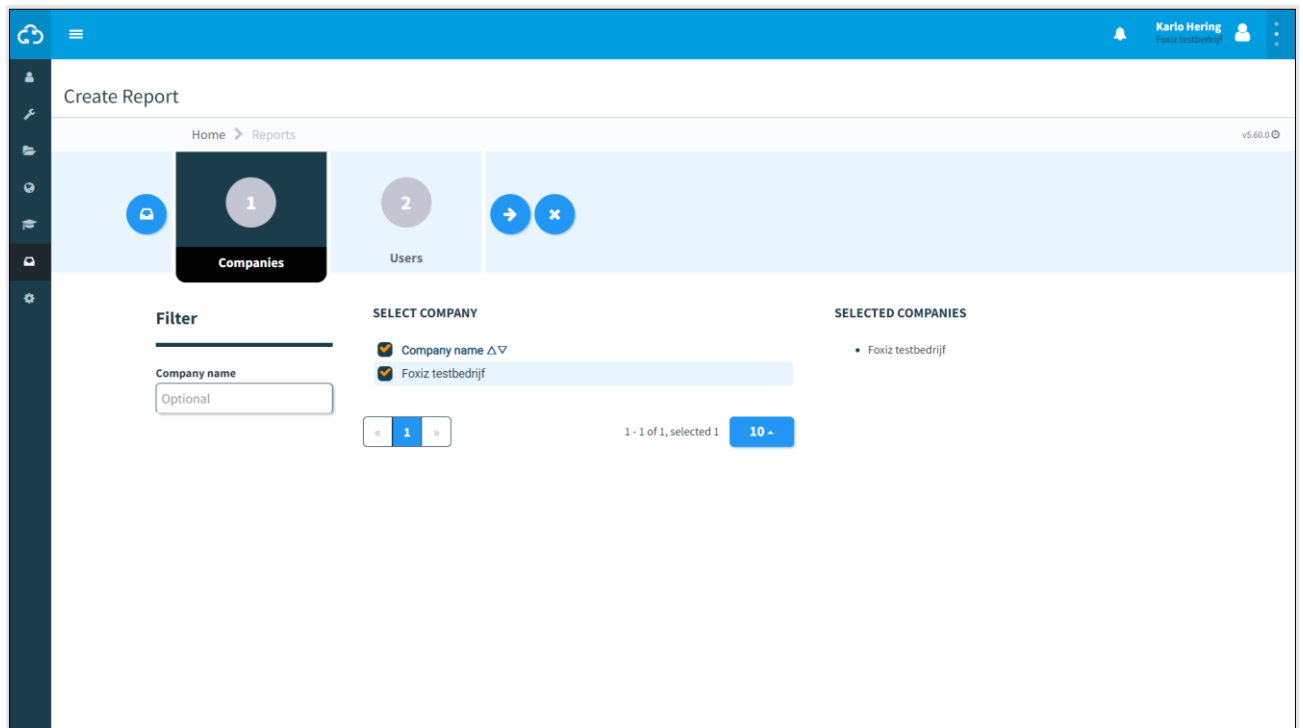 Karlo Hering
Foxiz testbedrijf
Create Report
Home Reports
v5.60.0
1
2
Companies
Users
Filter
Company name
Optional
SELECT COMPANY
Company name
Foxiz testbedrijf
« 1 »
1 - 1 of 1, selected 1
10
SELECTED COMPANIES
• Foxiz testbedrijf